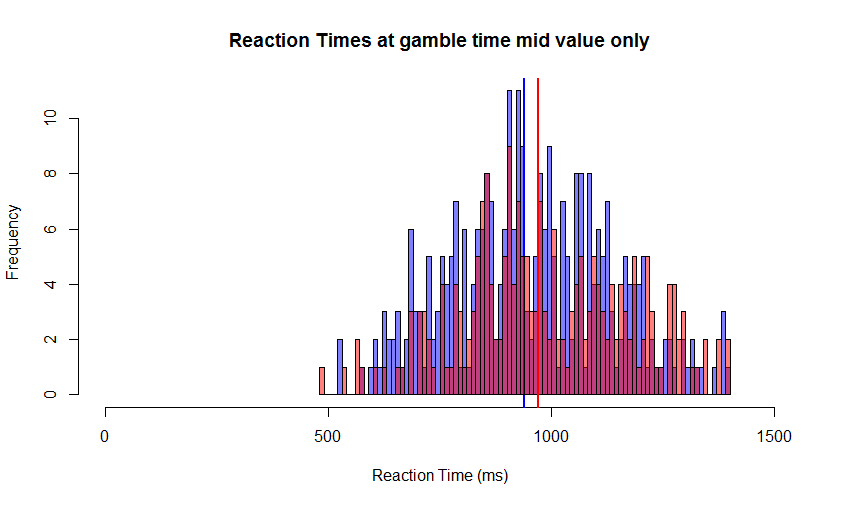 Reaction Times at gamble time mid value only
10
8
6
4
2
0
Frequency
0 500 1000 1500
Reaction Time (ms)